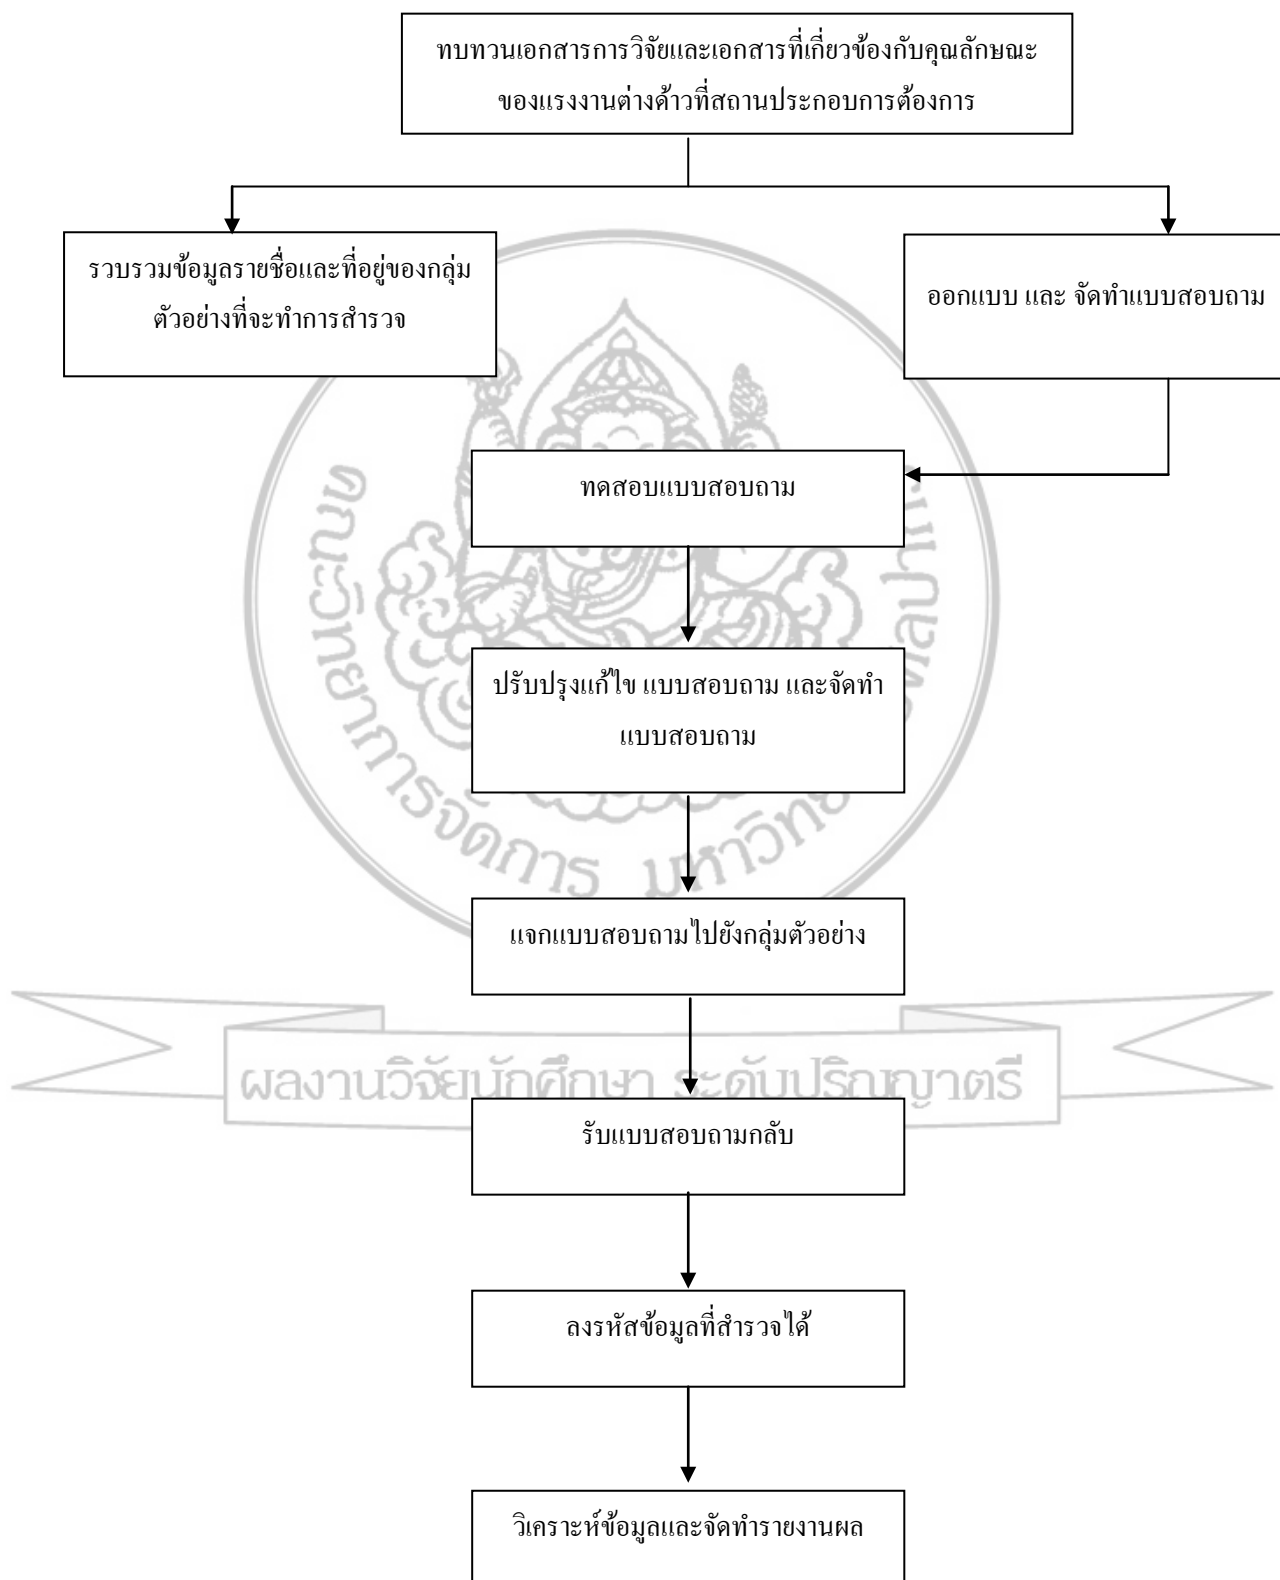 ทบทวนเอกสารการวิจัยและเอกสารที่เกี่ยวข้องกับคุณลักษณะ
ของแรงงานต่างด้าวที่สถานประกอบการต้องการ
รวบรวมข้อมูลรายชื่อและที่อยู่ของกลุ่ม
ตัวอย่างที่จะทำการสำรวจ
ออกแบบ และ จัดทำแบบสอบถาม
ทดสอบแบบสอบถาม
ปรับปรุงแก้ไข แบบสอบถาม และจัดทำ
แบบสอบถาม
แจกแบบสอบถามไปยังกลุ่มตัวอย่าง
ผลงานวิจัยนักศึกษา ระดับปริญญาตรี
รับแบบสอบถามกลับ
ลงรหัสข้อมูลที่สำรวจได้
วิเคราะห์ข้อมูลและจัดทำรายงานผล